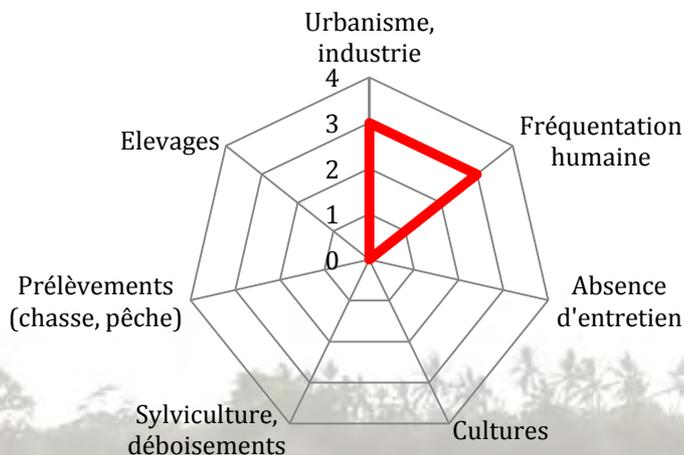 Urbanisme,
industrie
4
3
2
1
0
Fréquentation
humaine
Absence
d'entretien
Cultures
Sylviculture,
déboisements
Prélèvements
(chasse, pêche)
Elevages